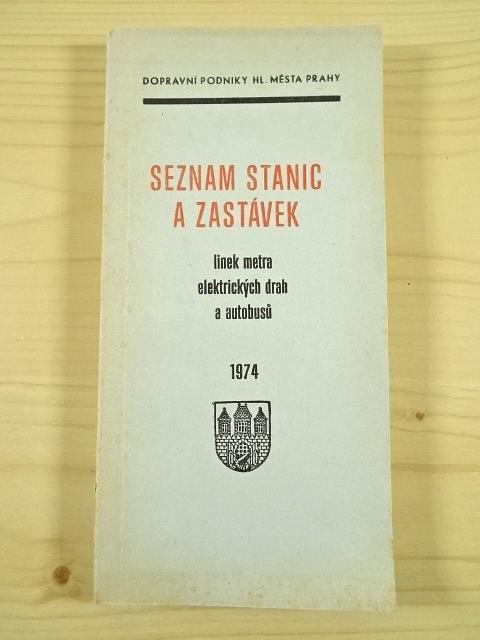 DOPRAVNÍ PODNIKY HL. MĚSTA PRAHY
SEZNAM STANIC
A ZASTÁVEK
linek metra
elektrických drah
a autobusů
1974